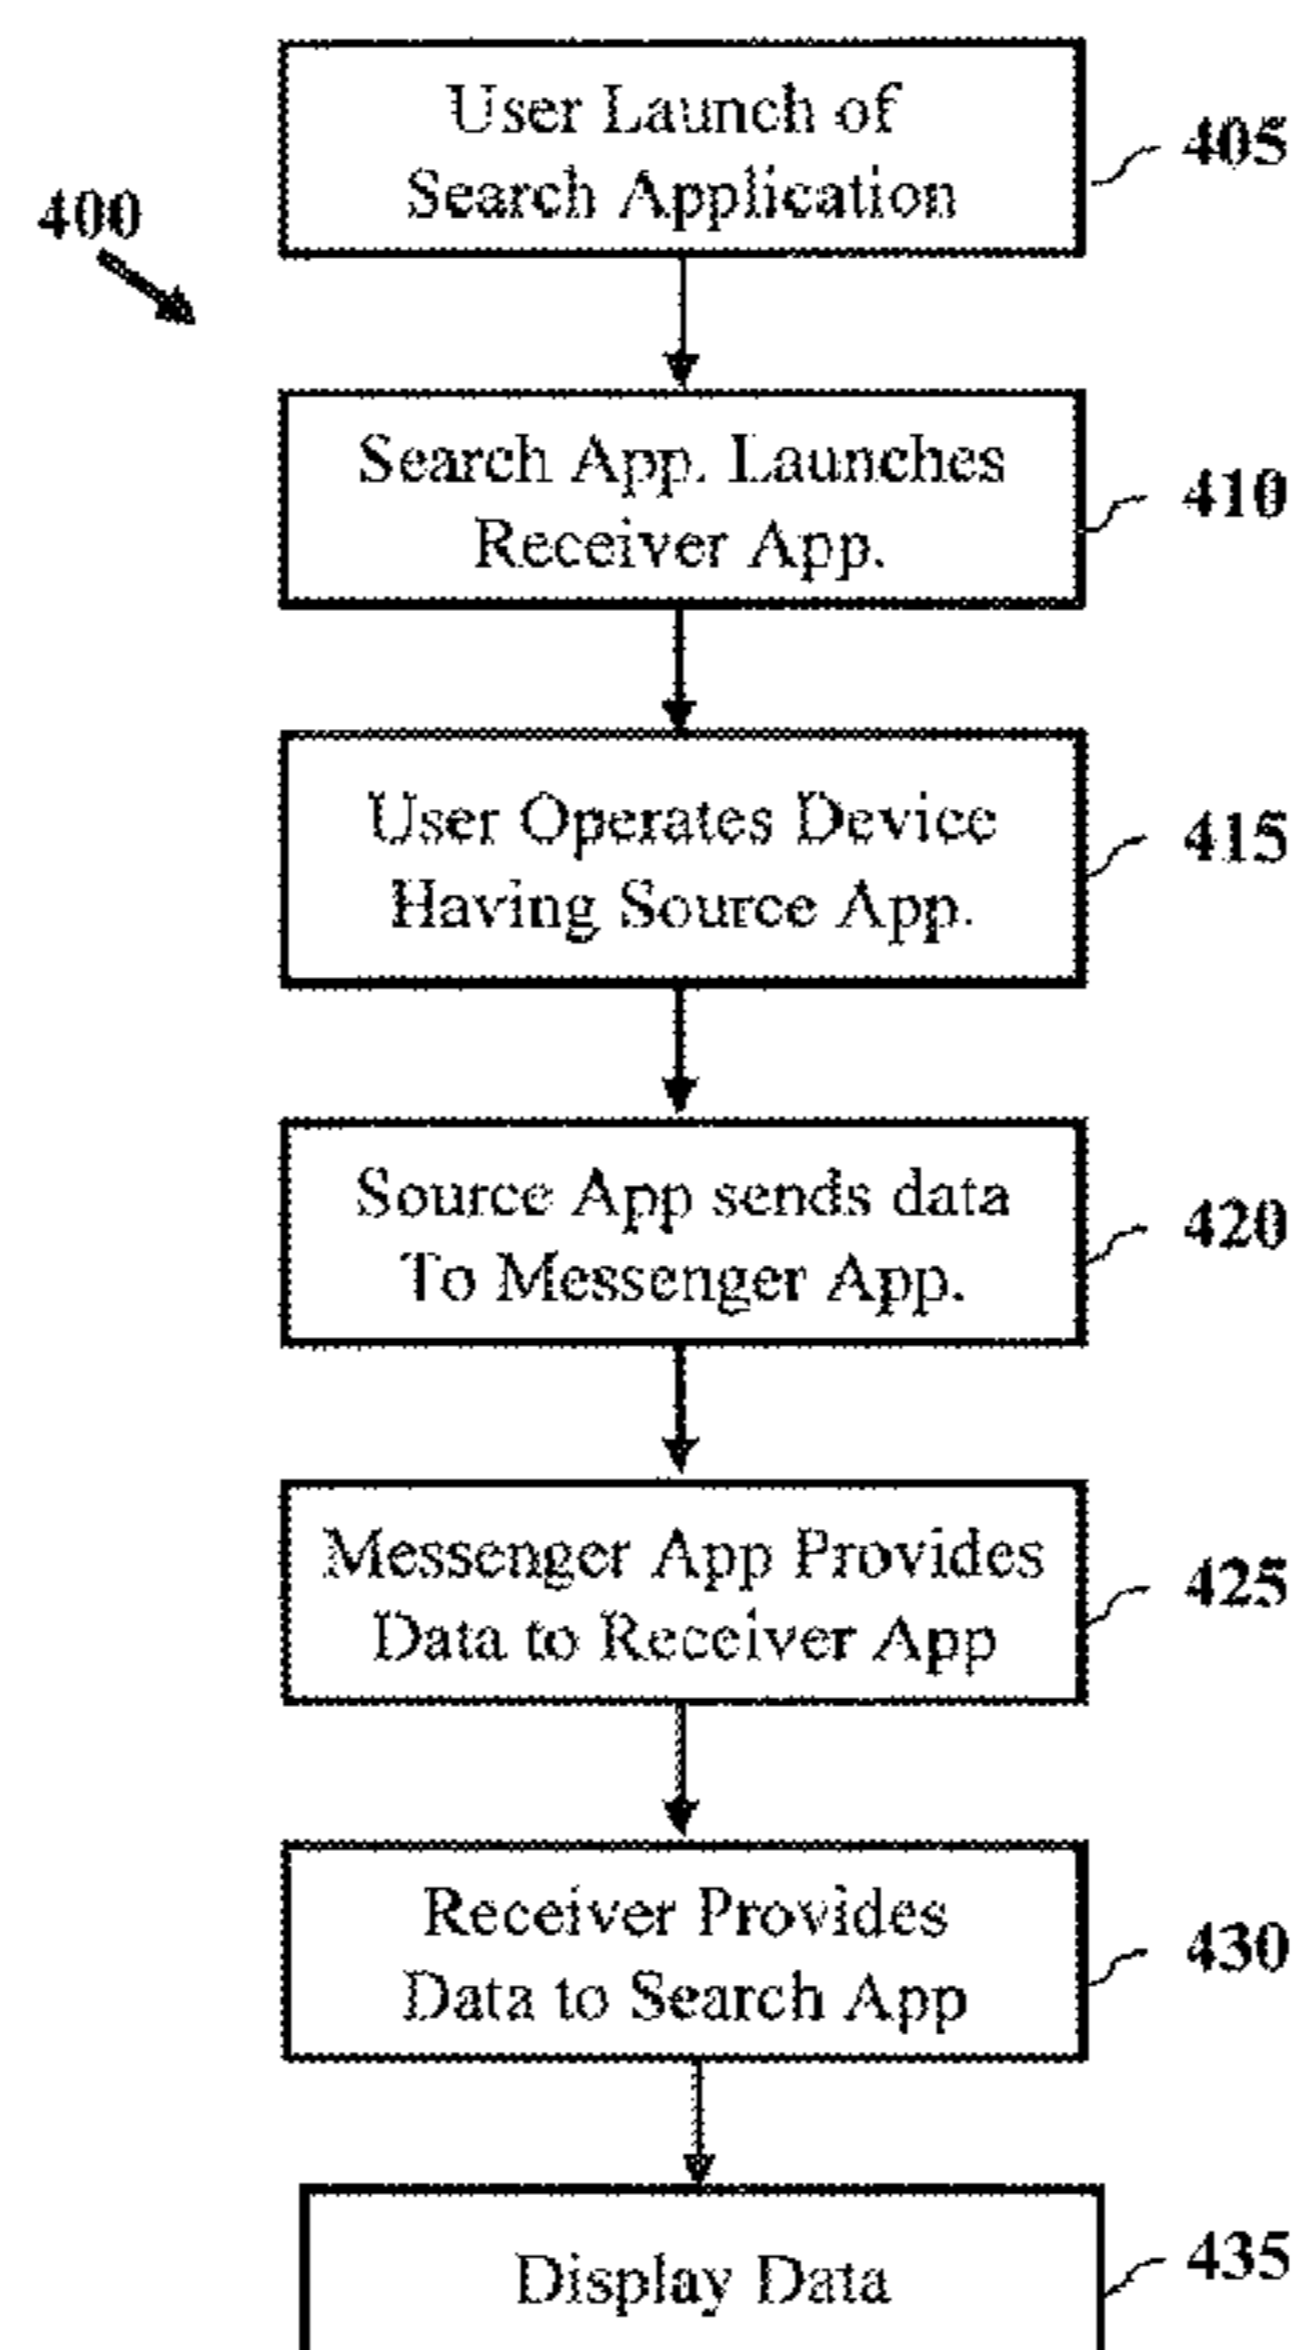 User Launch of
Search Application
405
400
Search App. Launches
Receiver App.
410
User Operates Device
Having Source App.
415
Source App sends data
To Messenger App.
420
Messenger App Provides
Data to Receiver App
425
Receiver Provides
Data to Search App
430
Display Data
435